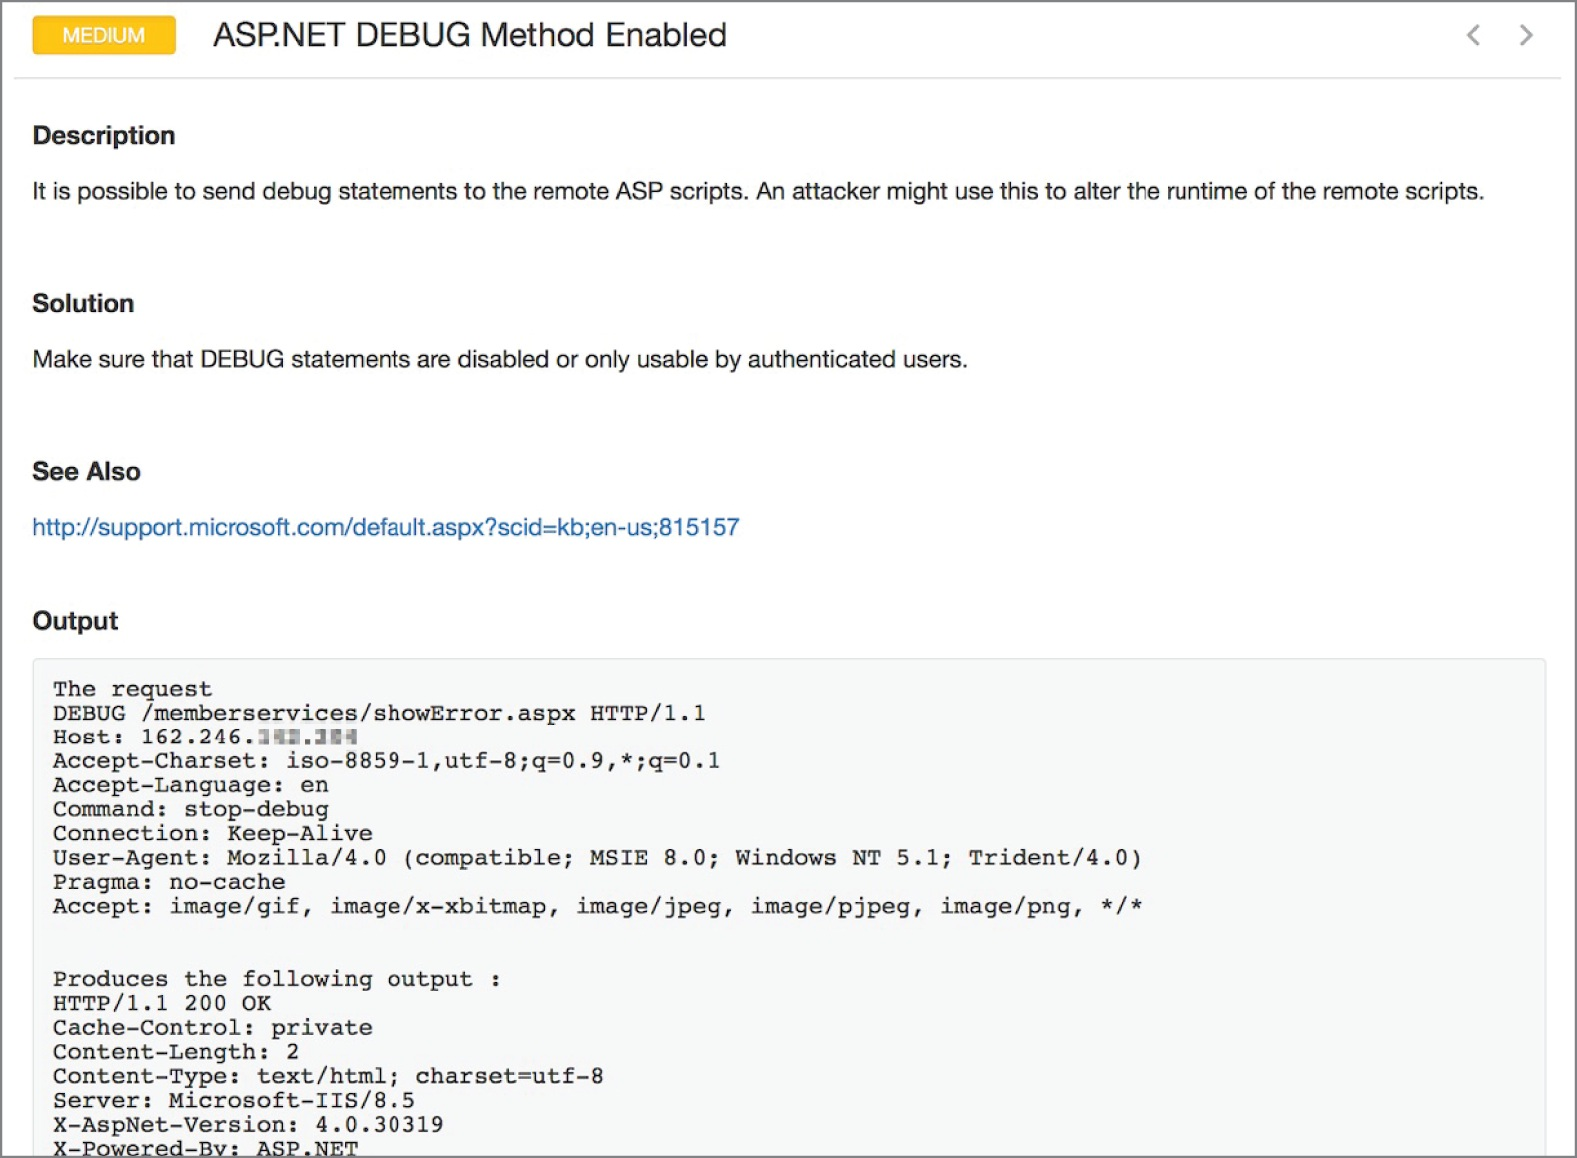 MEDIUM
ASP.NET DEBUG Method Enabled
Description
It is possible to send debug statements to the remote ASP scripts. An attacker might use this to alter the runtime of the remote scripts.
Solution
Make sure that DEBUG statements are disabled or only usable by authenticated users.
See Also
http://support.microsoft.com/default.aspx?scid=kb;en-us;815157
Output
The request
DEBUG /memberservices/showError.aspx HTTP/1.1
Host: 162.246.
Accept-Charset: iso-8859-1,utf-8;q=0.9,*;q=0.1
Accept-Language: en
Command: stop-debug
Connection: Keep-Alive
User-Agent: Mozilla/4.0 (compatible; MSIE 8.0; Windows NT 5.1; Trident/4.0)
Pragma: no-cache
Accept: image/gif, image/x-xbitmap, image/jpeg, image/pjpeg, image/png, */*
Produces the following output :
HTTP/1.1 200 OK
Cache-Control: private
Content-Length: 2
Content-Type: text/html; charset=utf-8
Server: Microsoft-IIS/8.5
X-AspNet-Version: 4.0.30319
X-Powered-By: ASP.NET